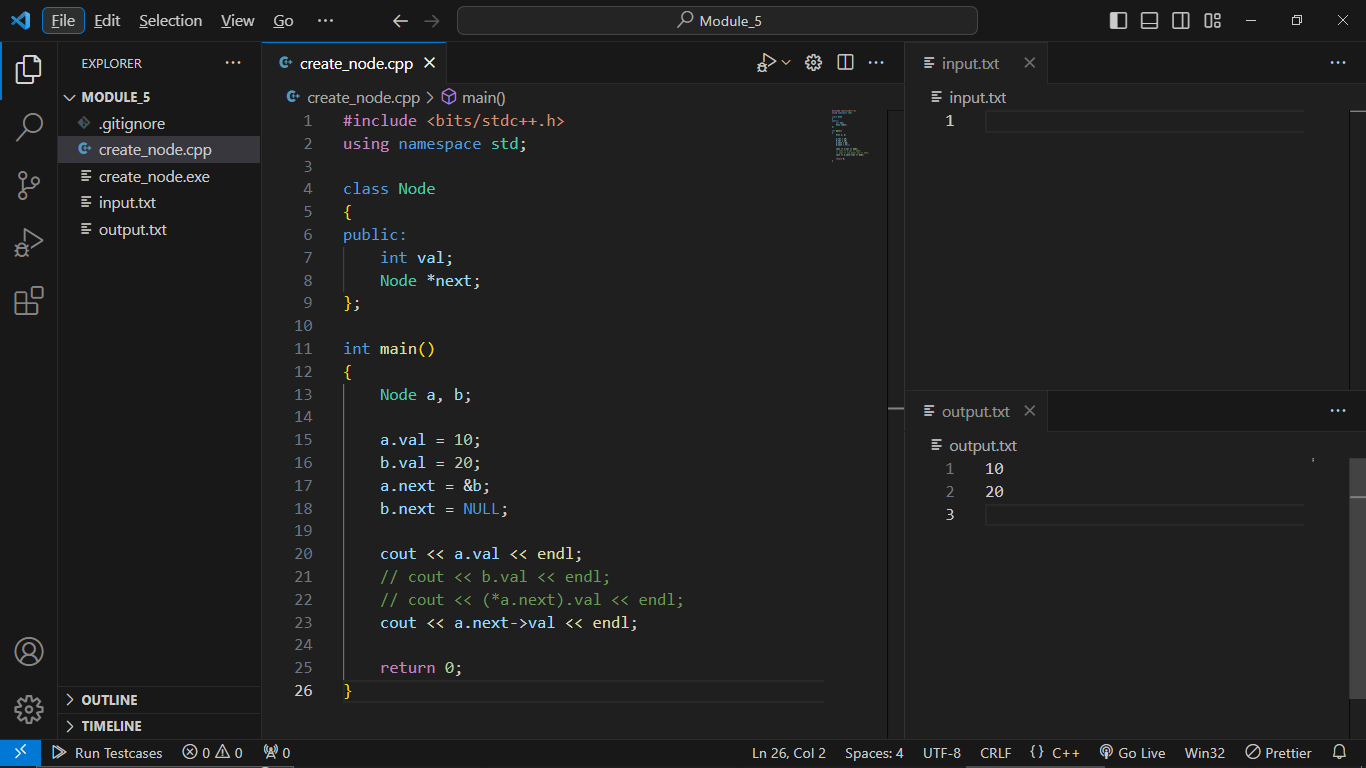 File Edit Selection View Go ··· Module_5
EXPLORER ···
MODULE_5
.gitignore
create_node.cpp
create_node.exe
input.txt
output.txt
OUTLINE
TIMELINE
create_node.cpp
create_node.cpp > main()
1 #include <bits/stdc++.h>
2 using namespace std;
3
4 class Node
5 {
6 public:
7     int val;
8     Node *next;
9 };
10
11 int main()
12 {
13     Node a, b;
14
15     a.val = 10;
16     b.val = 20;
17     a.next = &b;
18     b.next = NULL;
19
20     cout << a.val << endl;
21     // cout << b.val << endl;
22     // cout << (*a.next).val << endl;
23     cout << a.next->val << endl;
24
25     return 0;
26 }
input.txt
input.txt
1
output.txt
output.txt
1 10
2 20
3
Run Testcases 0 0 0 Ln 26, Col 2 Spaces: 4 UTF-8 CRLF {} C++ Go Live Win32 Prettier